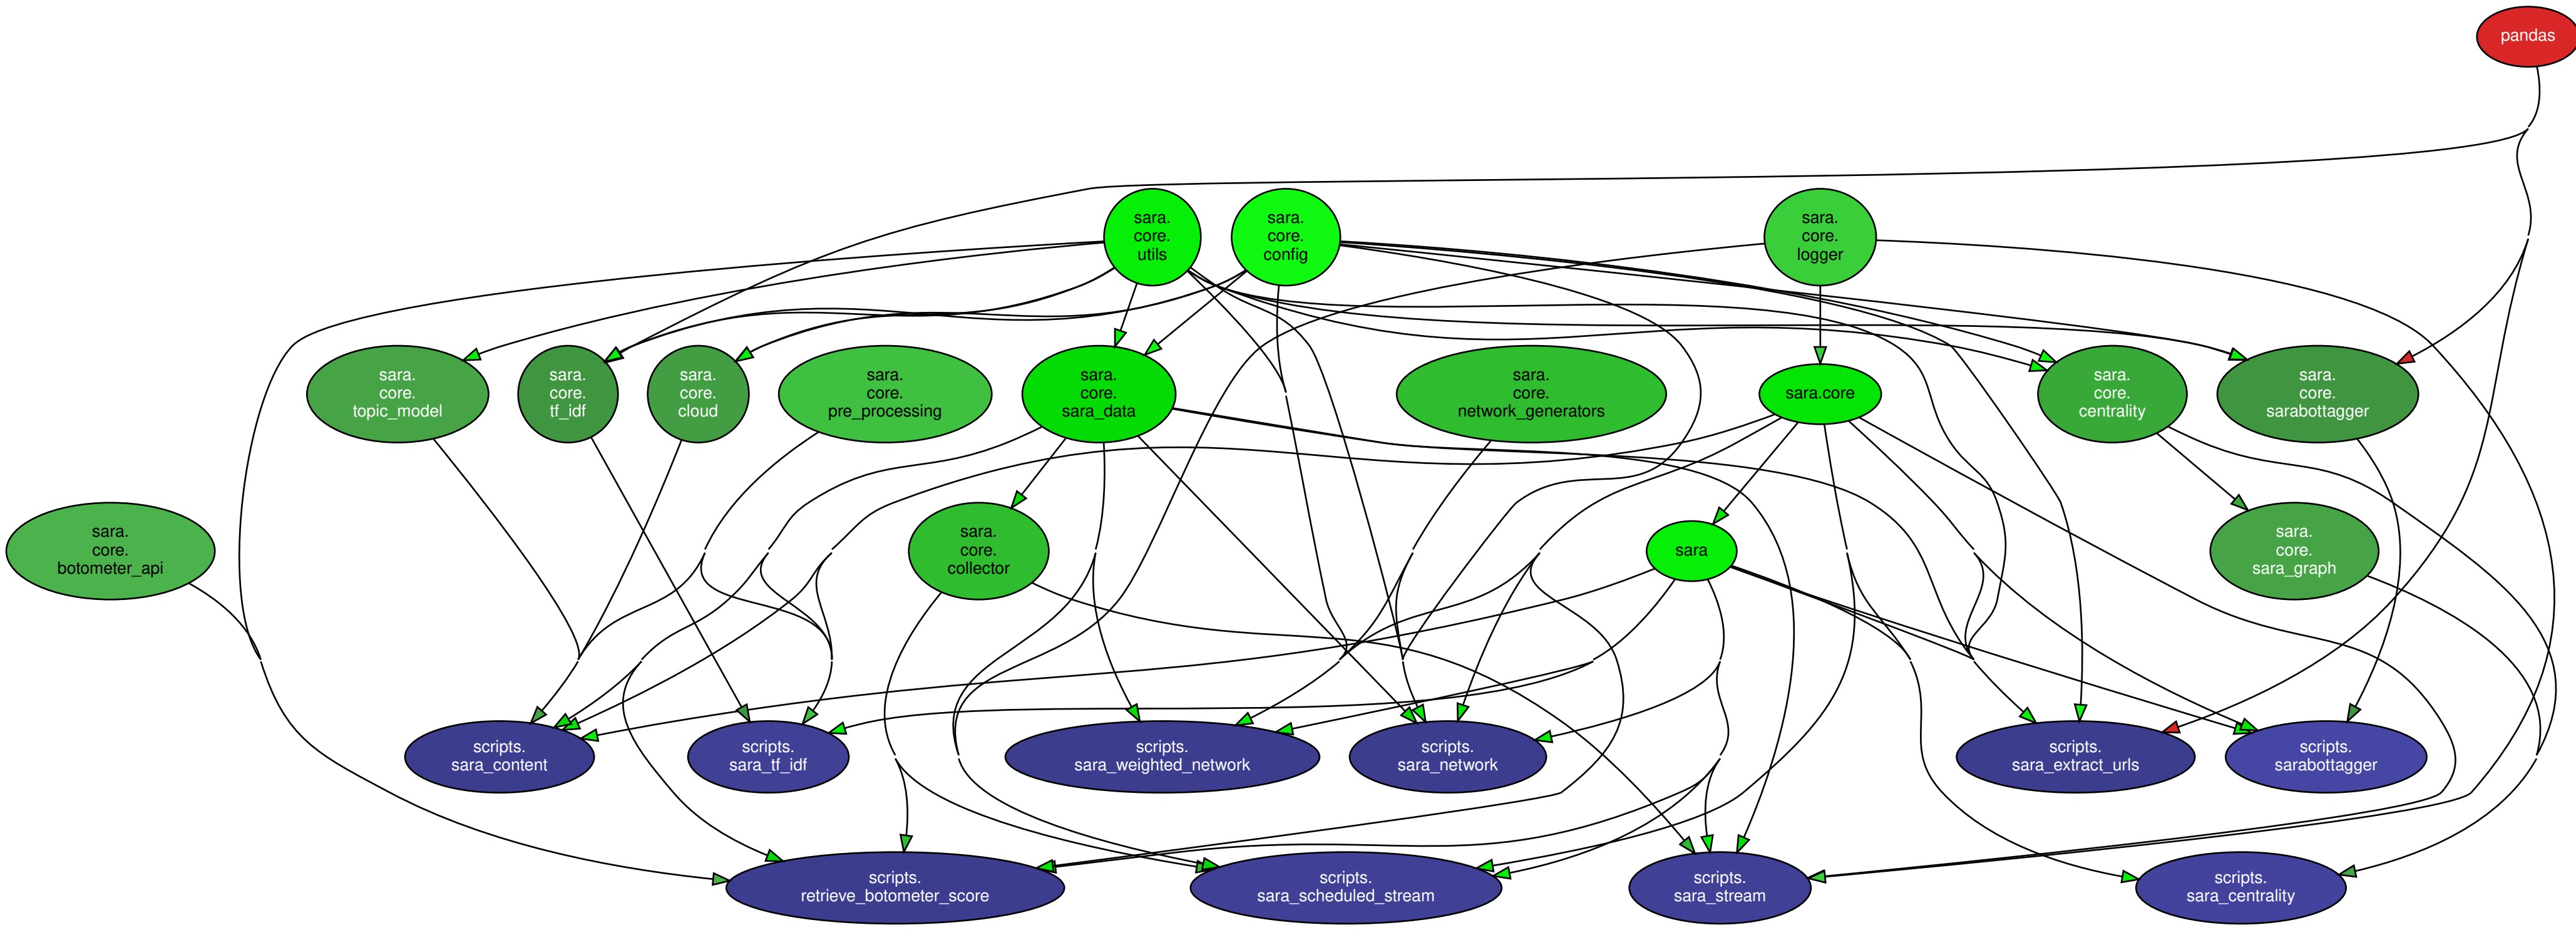 pandas
sara.
core.
utils
sara.
core.
config
sara.
core.
logger
sara.
core.
topic_model
sara.
core.
tf_idf
sara.
core.
cloud
sara.
core.
pre_processing
sara.
core.
sara_data
sara.
core.
network_generators
sara.core
sara.
core.
centrality
sara.
core.
sarabottagger
sara.
core.
botometer_api
sara.
core.
collector
sara
sara.
core.
sara_graph
scripts.
sara_content
scripts.
sara_tf_idf
scripts.
sara_weighted_network
scripts.
sara_network
scripts.
sara_extract_urls
scripts.
sarabottagger
scripts.
retrieve_botometer_score
scripts.
sara_scheduled_stream
scripts.
sara_stream
scripts.
sara_centrality